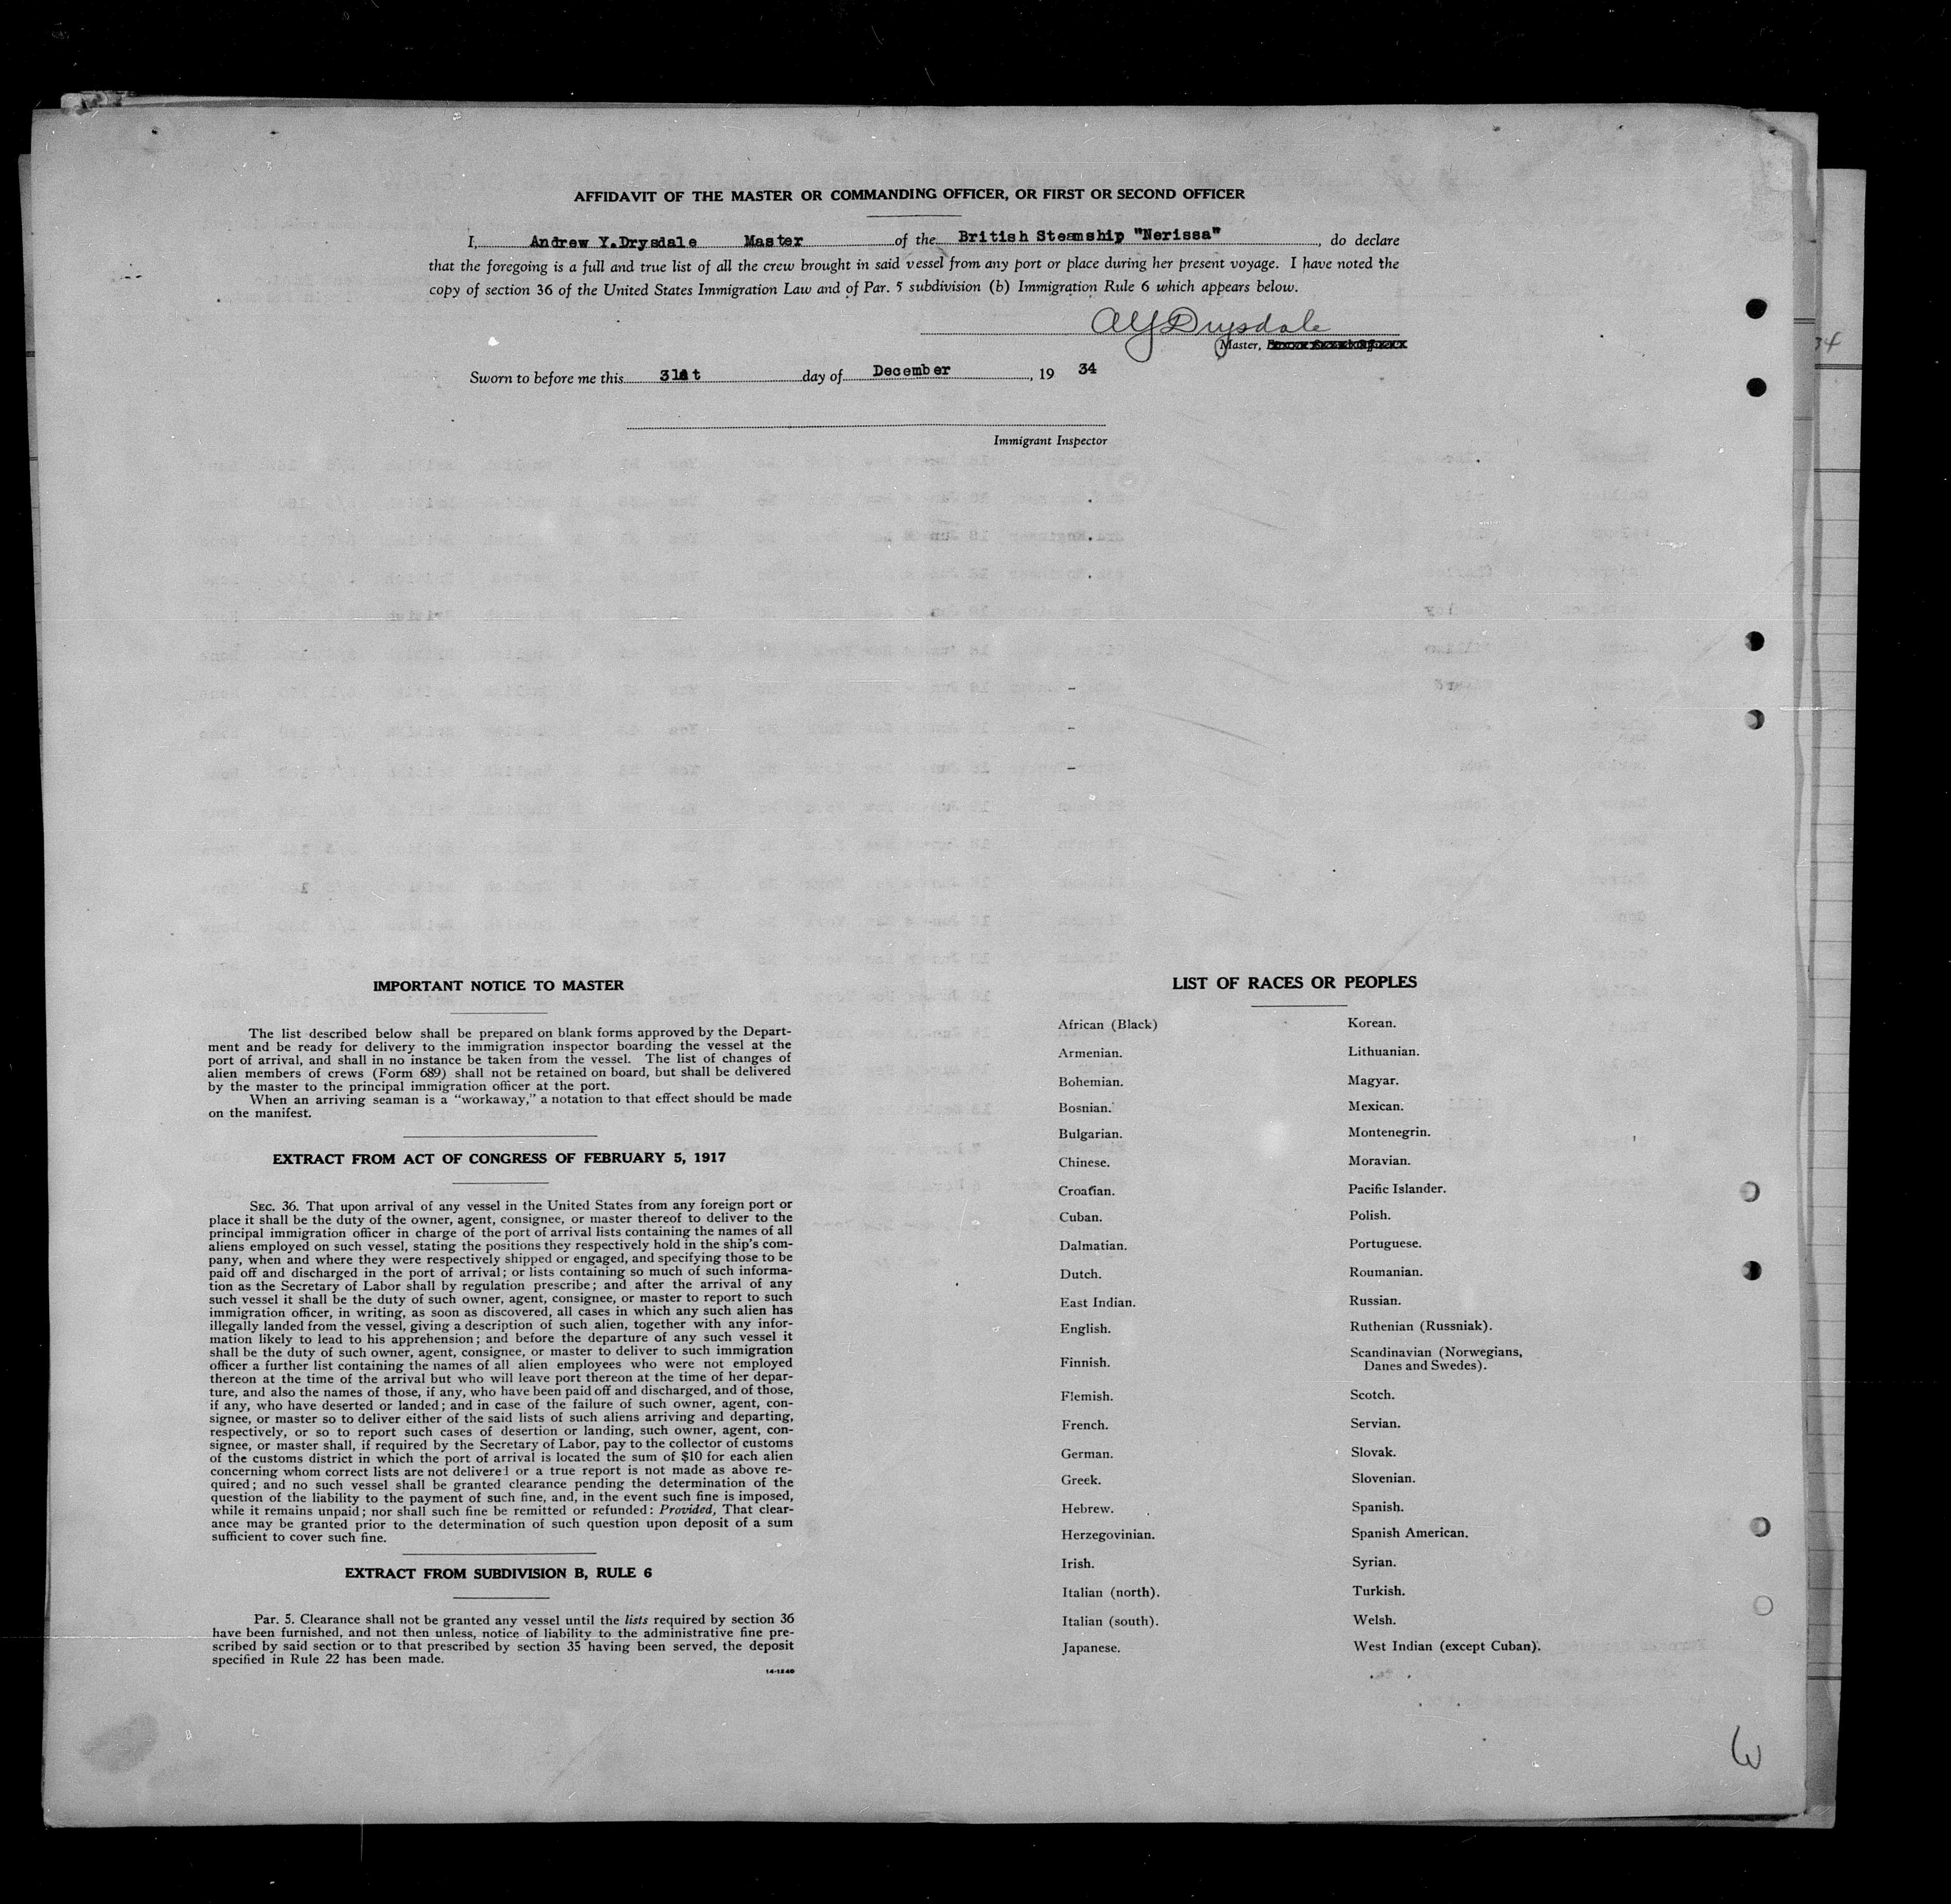 AFFIDAVIT OF THE MASTER OR COMMANDING OFFICER, OR FIRST OR SECOND OFFICER
I, Andrew Y.Drysdale Master of the British Steamship "Nerissa", do declare
that the foregoing is a full and true list of all the crew brought in said vessel from any port or place during her present voyage. I have noted the
copy of section 36 of the United States Immigration Law and of Par. 5 subdivision (b) Immigration Rule 6 which appears below.
AYDrysdale
Master,
Sworn to before me this 31st day of December, 19 34
Immigrant Inspector
IMPORTANT NOTICE TO MASTER
The list described below shall be prepared on blank forms approved by the Depart-
ment and be ready for delivery to the immigration inspector boarding the vessel at the
port of arrival, and shall in no instance be taken from the vessel. The list of changes of
alien members of crews (Form 689) shall not be retained on board, but shall be delivered
by the master to the principal immigration officer at the port.
When an arriving seaman is a "workaway," a notation to that effect should be made
on the manifest.
EXTRACT FROM ACT OF CONGRESS OF FEBRUARY 5, 1917
SEC. 36. That upon arrival of any vessel in the United States from any foreign port or
place it shall be the duty of the owner, agent, consignee, or master thereof to deliver to the
principal immigration officer in charge of the port of arrival lists containing the names of all
aliens employed on such vessel, stating the positions they respectively hold in the ship's com-
pany, when and where they were respectively shipped or engaged, and specifying those to be
paid off and discharged in the port of arrival; or lists containing so much of such informa-
tion as the Secretary of Labor shall by regulation prescribe; and after the arrival of any
such vessel it shall be the duty of such owner, agent, consignee, or master to report to such
immigration officer, in writing, as soon as discovered, all cases in which any such alien has
illegally landed from the vessel, giving a description of such alien, together with any infor-
mation likely to lead to his apprehension; and before the departure of any such vessel it
shall be the duty of such owner, agent, consignee, or master to deliver to such immigration
officer a further list containing the names of all alien employees who were not employed
thereon at the time of the arrival but who will leave port thereon at the time of her depar-
ture, and also the names of those, if any, who have been paid off and discharged, and of those,
if any, who have deserted or landed; and in case of the failure of such owner, agent, con-
signee, or master so to deliver either of the said lists of such aliens arriving and departing,
respectively, or so to report such cases of desertion or landing, such owner, agent, con-
signee, or master shall, if required by the Secretary of Labor, pay to the collector of customs
of the customs district in which the port of arrival is located the sum of $10 for each alien
concerning whom correct lists are not delivered or a true report is not made as above re-
quired; and no such vessel shall be granted clearance pending the determination of the
question of the liability to the payment of such fine, and, in the event such fine is imposed,
while it remains unpaid; nor shall such fine be remitted or refunded: Provided, That clear-
ance may be granted prior to the determination of such question upon deposit of a sum
sufficient to cover such fine.
EXTRACT FROM SUBDIVISION B, RULE 6
Par. 5. Clearance shall not be granted any vessel until the lists required by section 36
have been furnished, and not then unless, notice of liability to the administrative fine pre-
scribed by said section or to that prescribed by section 35 having been served, the deposit
specified in Rule 22 has been made.
14-1240
LIST OF RACES OR PEOPLES
African (Black)
Armenian.
Bohemian.
Bosnian.
Bulgarian.
Chinese.
Croatian.
Cuban.
Dalmatian.
Dutch.
East Indian.
English.
Finnish.
Flemish.
French.
German.
Greek.
Hebrew.
Herzegovinian.
Irish.
Italian (north).
Italian (south).
Japanese.
Korean.
Lithuanian.
Magyar.
Mexican.
Montenegrin.
Moravian.
Pacific Islander.
Polish.
Portuguese.
Roumanian.
Russian.
Ruthenian (Russniak).
Scandinavian (Norwegians,
Danes and Swedes).
Scotch.
Servian.
Slovak.
Slovenian.
Spanish.
Spanish American.
Syrian.
Turkish.
Welsh.
West Indian (except Cuban).